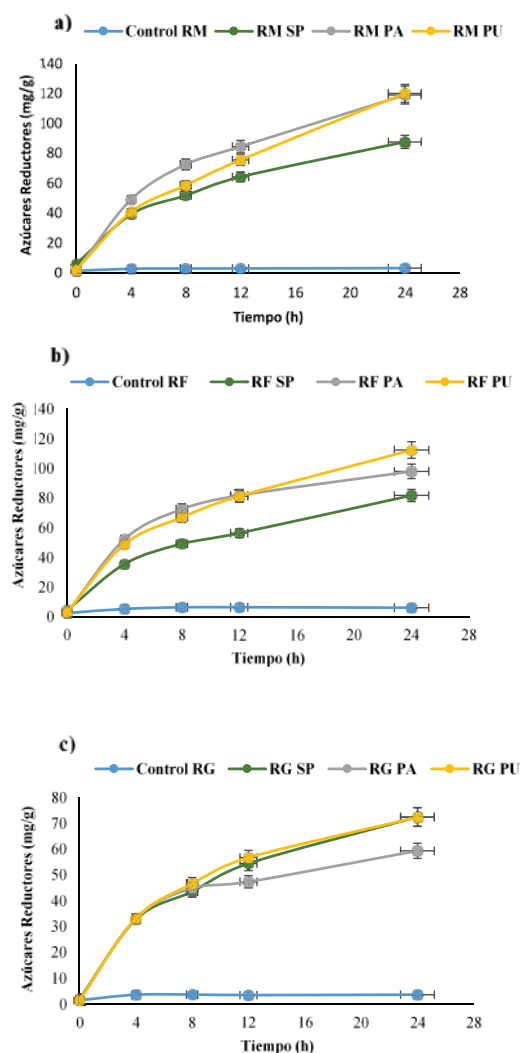 a)
Control RM RM SP RM PA RM PU
140
120
100
80
60
40
20
0
Azúcares Reductores (mg/g)
0 4 8 12 16 20 24 28
Tiempo (h)
b)
Control RF RF SP RF PA RF PU
140
120
100
80
60
40
20
0
Azúcares Reductores (mg/g)
0 4 8 12 16 20 24 28
Tiempo (h)
c)
Control RG RG SP RG PA RG PU
80
70
60
50
40
30
20
10
0
Azúcares Reductores (mg/g)
0 4 8 12 16 20 24 28
Tiempo (h)